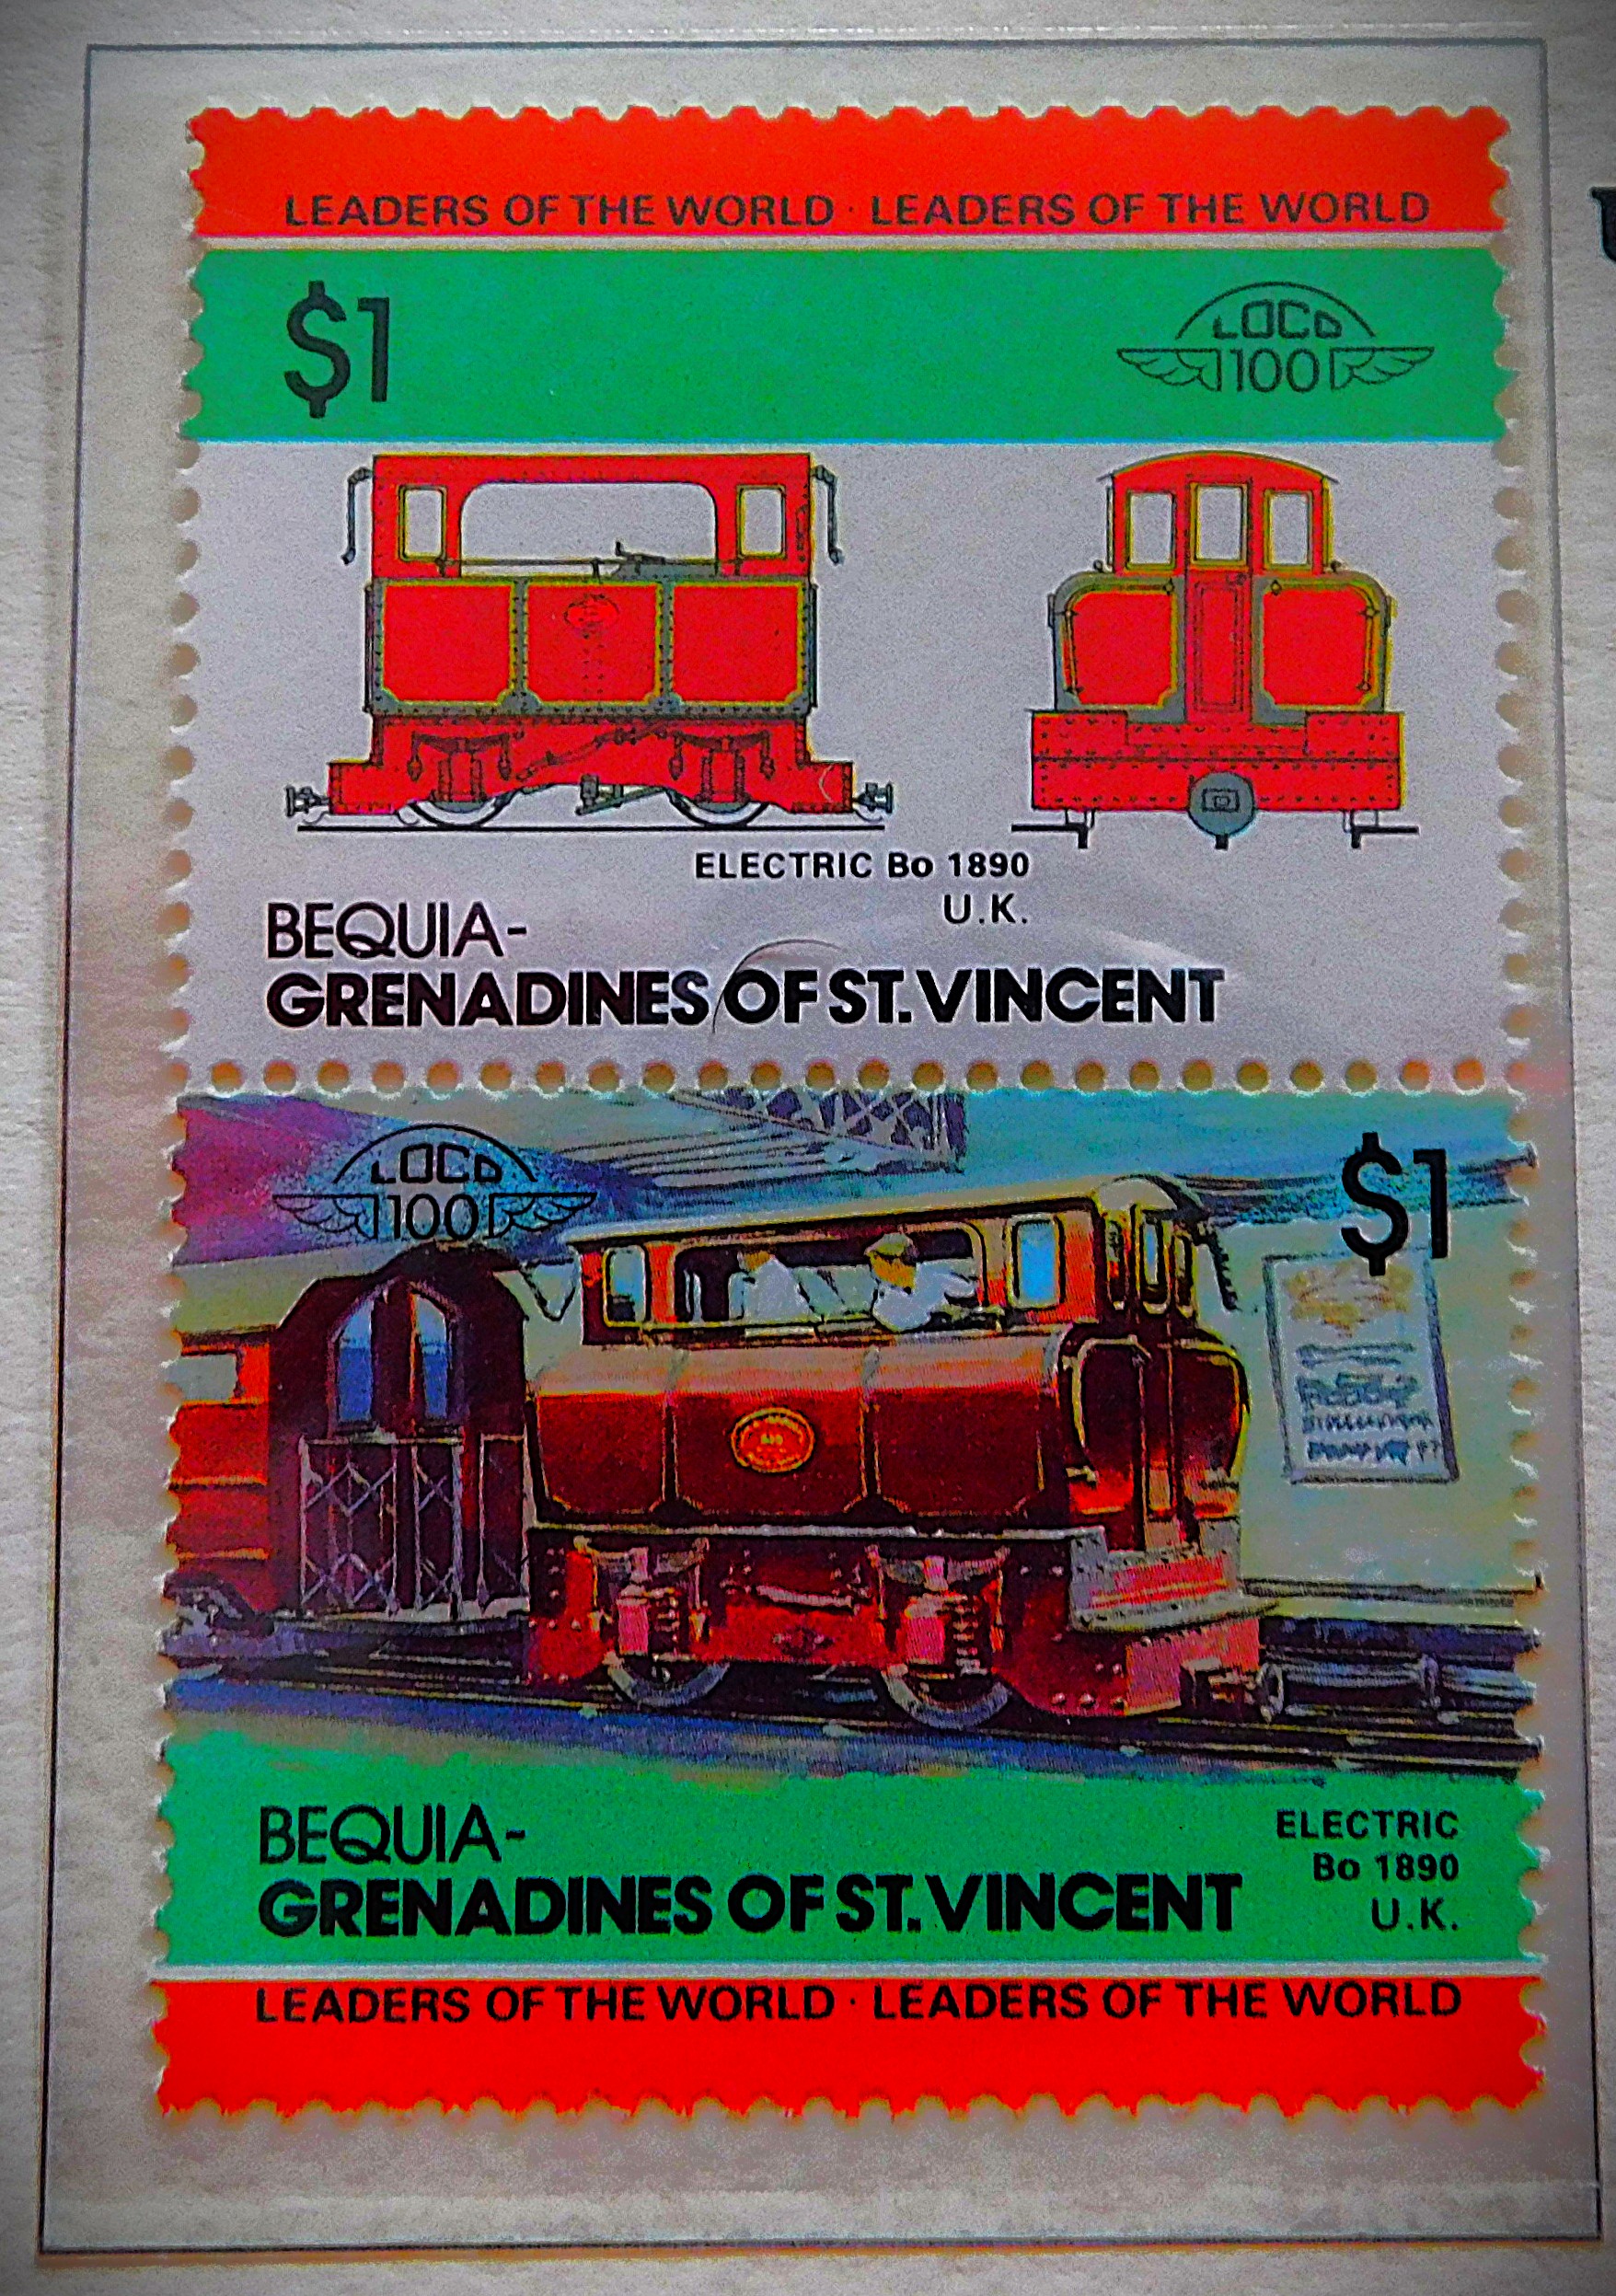 LEADERS OF THE WORLD · LEADERS OF THE WORLD
$1
LOCO
100
ELECTRIC Bo 1890
U.K.
BEQUIA-
GRENADINES OF ST. VINCENT
LOCO
100
$1
BEQUIA-
GRENADINES OF ST. VINCENT
ELECTRIC
Bo 1890
U.K.
LEADERS OF THE WORLD · LEADERS OF THE WORLD